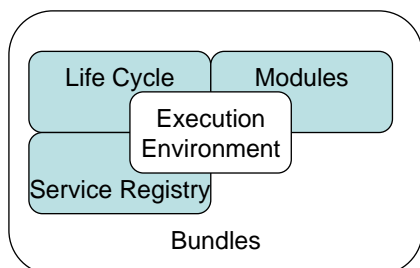 Life Cycle
Modules
Execution
Environment
Service Registry
Bundles